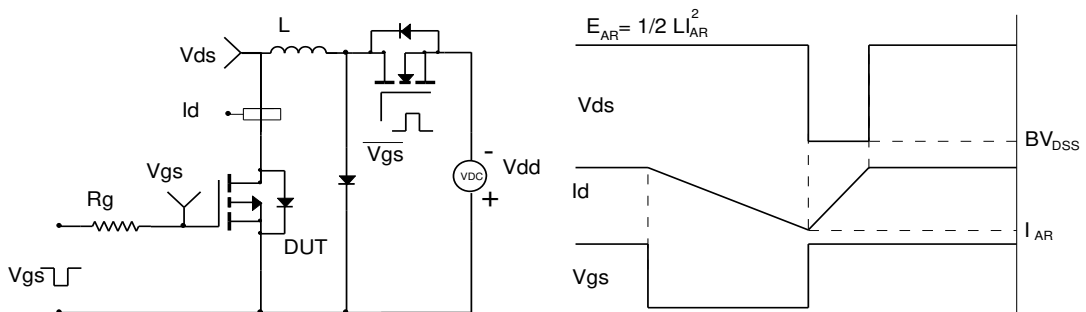 L
Vds
Id
Vgs
Rg
Vgs
DUT
Vgs
VDC
-
+
Vdd
E_AR= 1/2 LI_AR^2
Vds
BV_DSS
Id
I_AR
Vgs